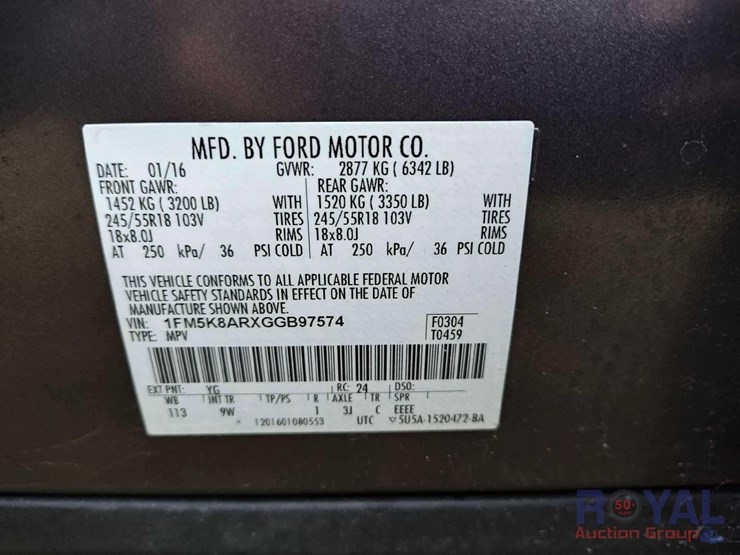 MFD. BY FORD MOTOR CO.
DATE: 01/16 GVWR: 2877 KG ( 6342 LB)
FRONT GAWR: REAR GAWR:
1452 KG ( 3200 LB) WITH 1520 KG ( 3350 LB) WITH
245/55R18 103V TIRES 245/55R18 103V TIRES
18x8.0J RIMS 18x8.0J RIMS
AT 250 kPa/ 36 PSI COLD AT 250 kPa/ 36 PSI COLD
THIS VEHICLE CONFORMS TO ALL APPLICABLE FEDERAL MOTOR
VEHICLE SAFETY STANDARDS IN EFFECT ON THE DATE OF
MANUFACTURE SHOWN ABOVE.
VIN: 1FM5K8ARXGGB97574 F0304
TYPE: MPV T0459
EXT PNT: YG RC: 24 DSO:
WB INT TR TP/PS R AXLE TR SPR
113 9W 1 3J C EEEE
1201601080553 UTC ▽5U5A-1520472-BA
50
ROYAL
Auction Group